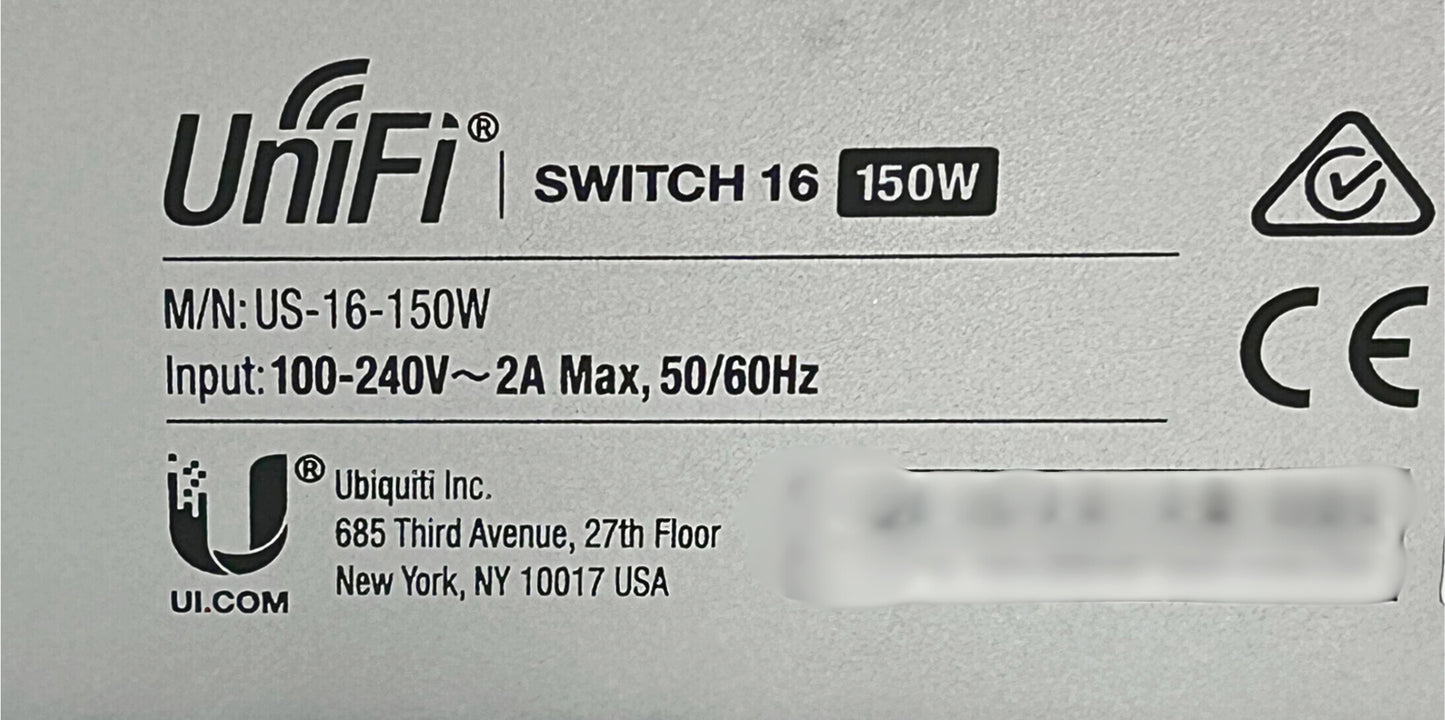 UniFi® | SWITCH 16 150W
M/N: US-16-150W
Input: 100-240V~2A Max, 50/60Hz
CE
®
Ubiquiti Inc.
685 Third Avenue, 27th Floor
New York, NY 10017 USA
UI.COM